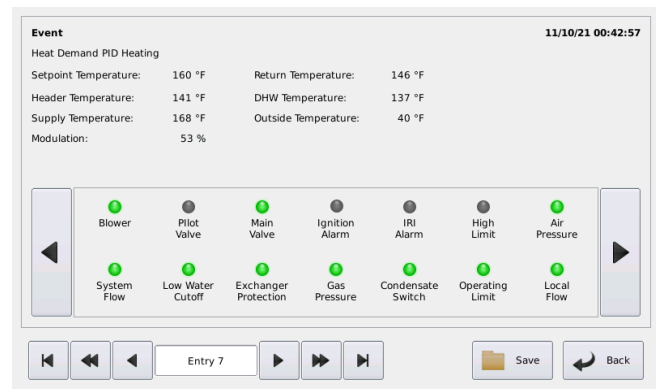 Event 11/10/21 00:42:57
Heat Demand PID Heating
Setpoint Temperature: 160 °F Return Temperature: 146 °F
Header Temperature: 141 °F DHW Temperature: 137 °F
Supply Temperature: 168 °F Outside Temperature: 40 °F
Modulation: 53 %
Blower PIlot Valve Main Valve Ignition Alarm IRI Alarm High Limit Air Pressure
System Flow Low Water Cutoff Exchanger Protection Gas Pressure Condensate Switch Operating Limit Local Flow
Entry 7 Save Back